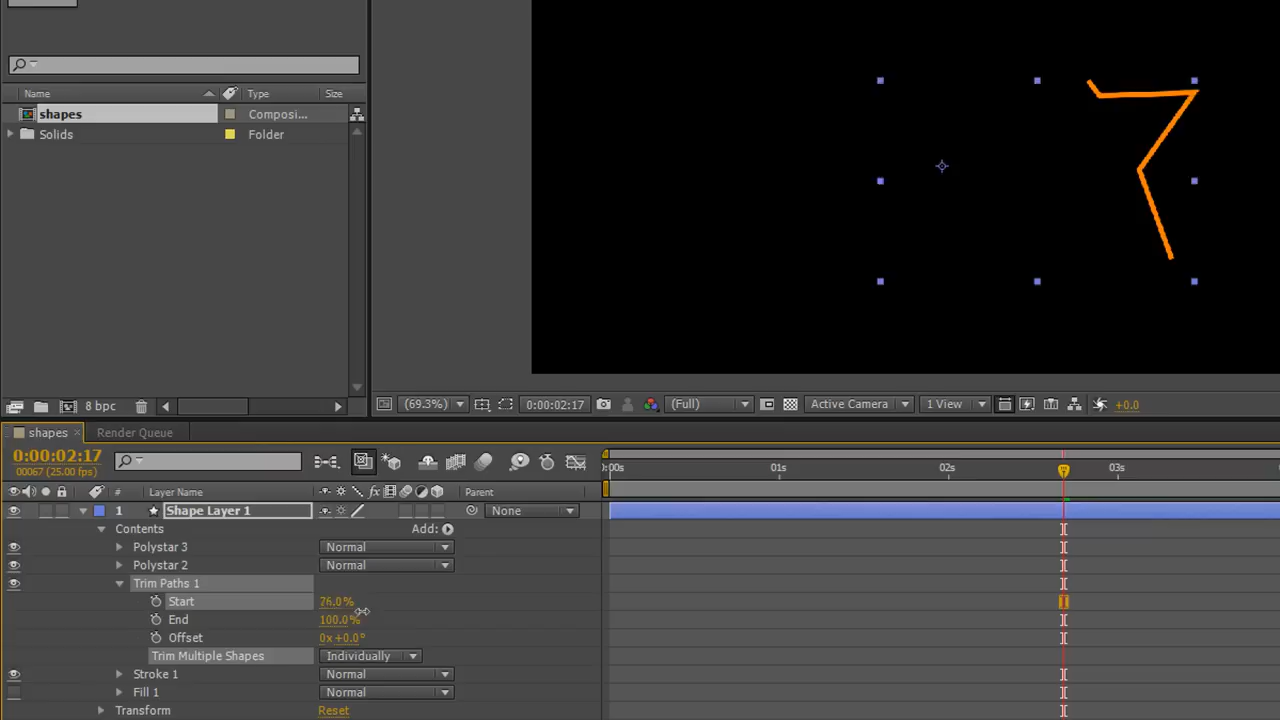 Name Type Size
shapes Composi...
Solids Folder
8 bpc (69.3%) 0:00:02:17 (Full) Active Camera 1 View +0.0
shapes × Render Queue
0:00:02:17
00067 (25.00 fps)
:00s 01s 02s 03s
# Layer Name fx Parent
1 Shape Layer 1 None
Contents Add:
Polystar 3 Normal
Polystar 2 Normal
Trim Paths 1
Start 76.0%
End 100.0%
Offset 0x+0.0°
Trim Multiple Shapes Individually
Stroke 1 Normal
Fill 1 Normal
Transform Reset